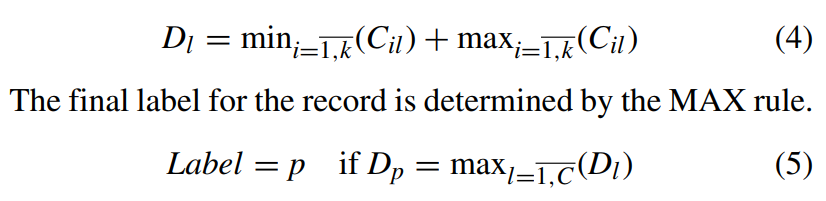 D_l = min_{i=\overline{1,k}}(C_{il}) + max_{i=\overline{1,k}}(C_{il}) (4)
The final label for the record is determined by the MAX rule.
Label = p if D_p = max_{l=\overline{1,C}}(D_l) (5)